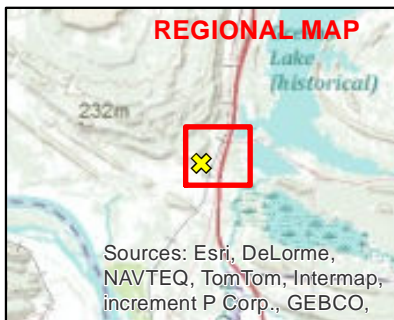 REGIONAL MAP
Lake
(historical)
232m
Sources: Esri, DeLorme,
NAVTEQ, TomTom, Intermap,
increment P Corp., GEBCO,